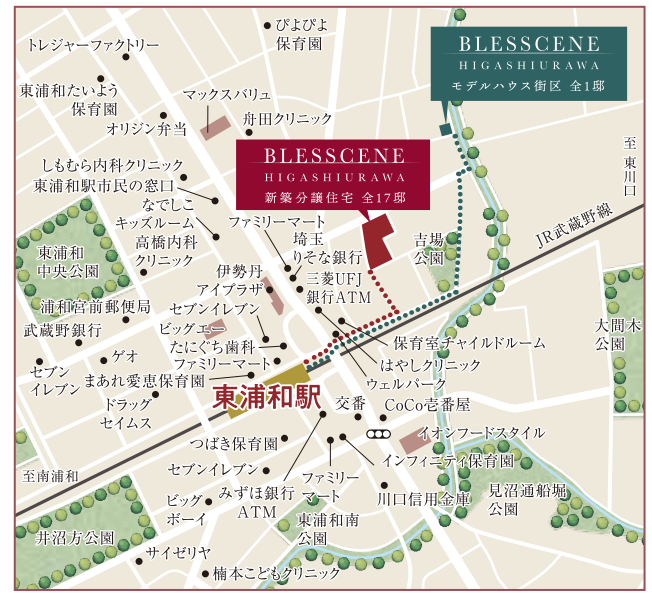 ぴよぴよ
保育園
トレジャーファクトリー
BLESSCENE
HIGASHIURAWA
モデルハウス街区 全1邸
東浦和たいよう
保育園
マックスバリュ
オリジン弁当
舟田クリニック
至 東川口
BLESSCENE
HIGASHIURAWA
新築分譲住宅 全17邸
しもむら内科クリニック
東浦和駅市民の窓口
なでしこ
キッズルーム
ファミリーマート
JR武蔵野線
高橋内科
クリニック
埼玉
りそな銀行
吉場
公園
東浦和
中央公園
伊勢丹
アイプラザ
三菱UFJ
銀行ATM
浦和宮前郵便局
セブンイレブン
武蔵野銀行
ビッグエー
大間木
公園
保育室チャイルドルーム
たにぐち歯科
ゲオ
ファミリーマート
はやしクリニック
セブン
イレブン
まあれ愛恵保育園
ウェルパーク
東浦和駅
ドラッグ
セイムス
交番
CoCo壱番屋
つばき保育園
イオンフードスタイル
インフィニティ保育園
至南浦和
セブンイレブン
ファミリー
マート
みずほ銀行
ATM
ビッグ
ボーイ
川口信用金庫
見沼通船堀
公園
東浦和南
公園
井沼方公園
サイゼリヤ
楠本こどもクリニック